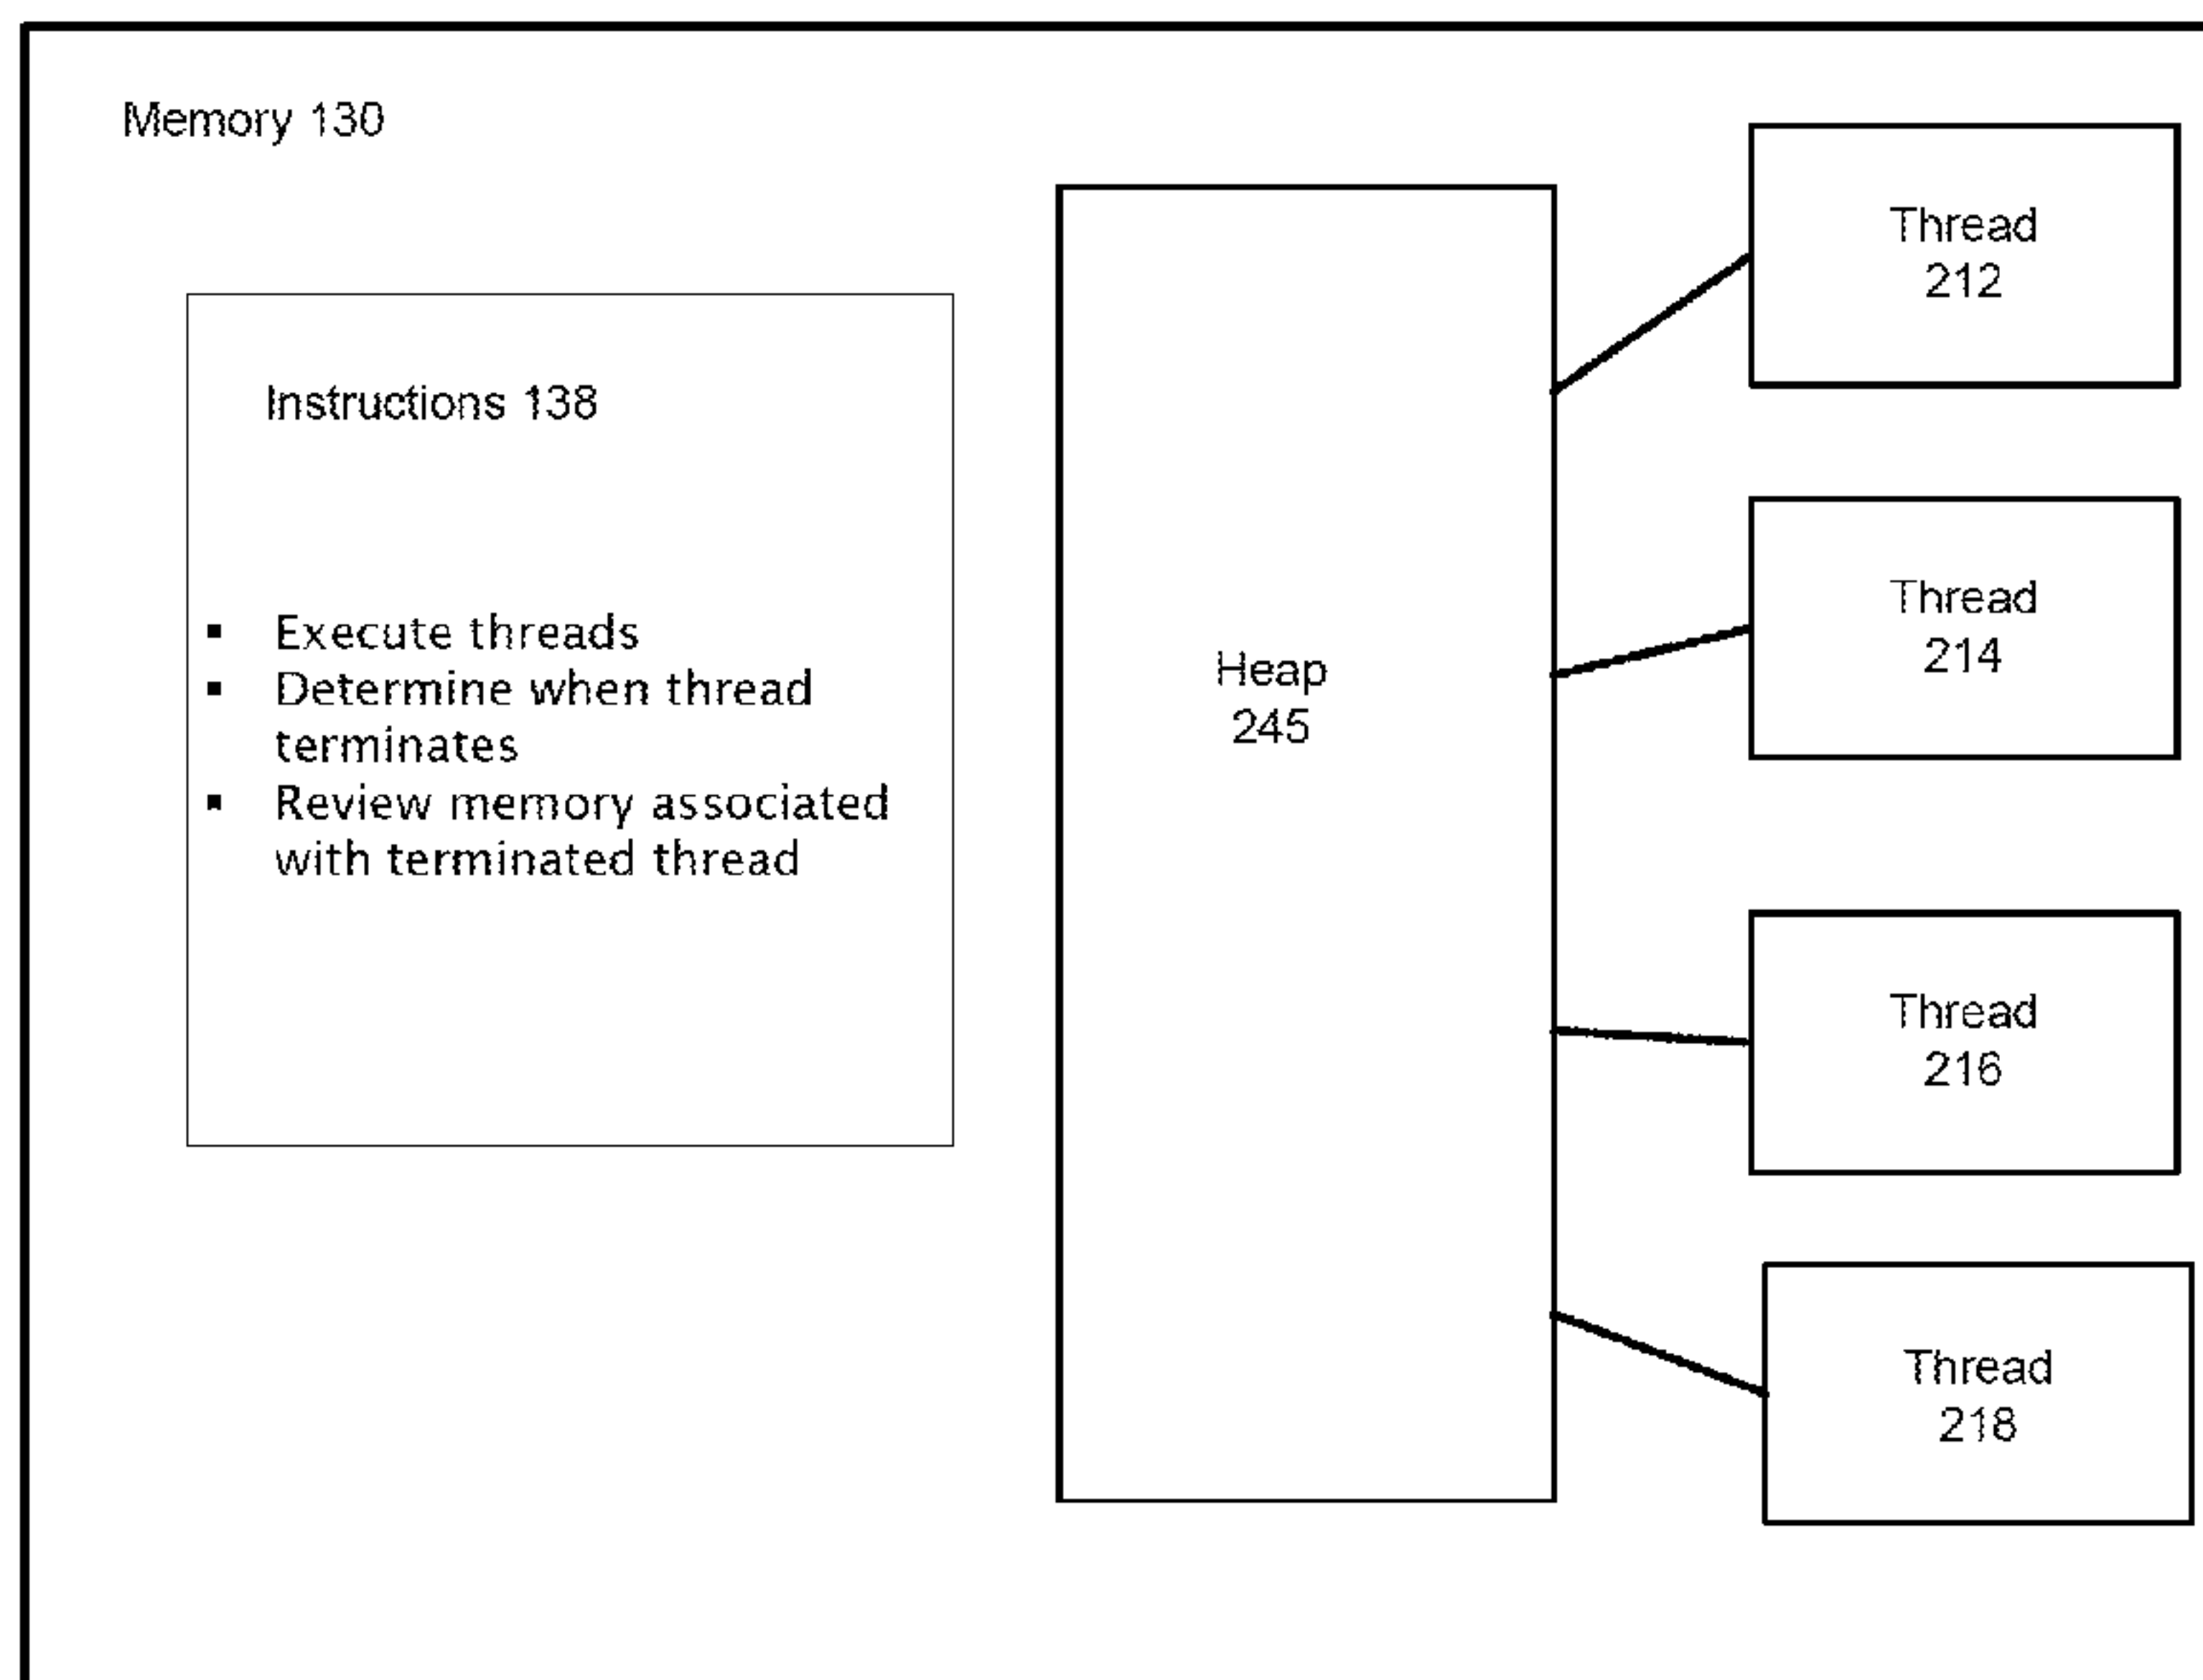 Memory 130
Instructions 138
▪ Execute threads
▪ Determine when thread
terminates
▪ Review memory associated
with terminated thread
Heap
245
Thread
212
Thread
214
Thread
216
Thread
218